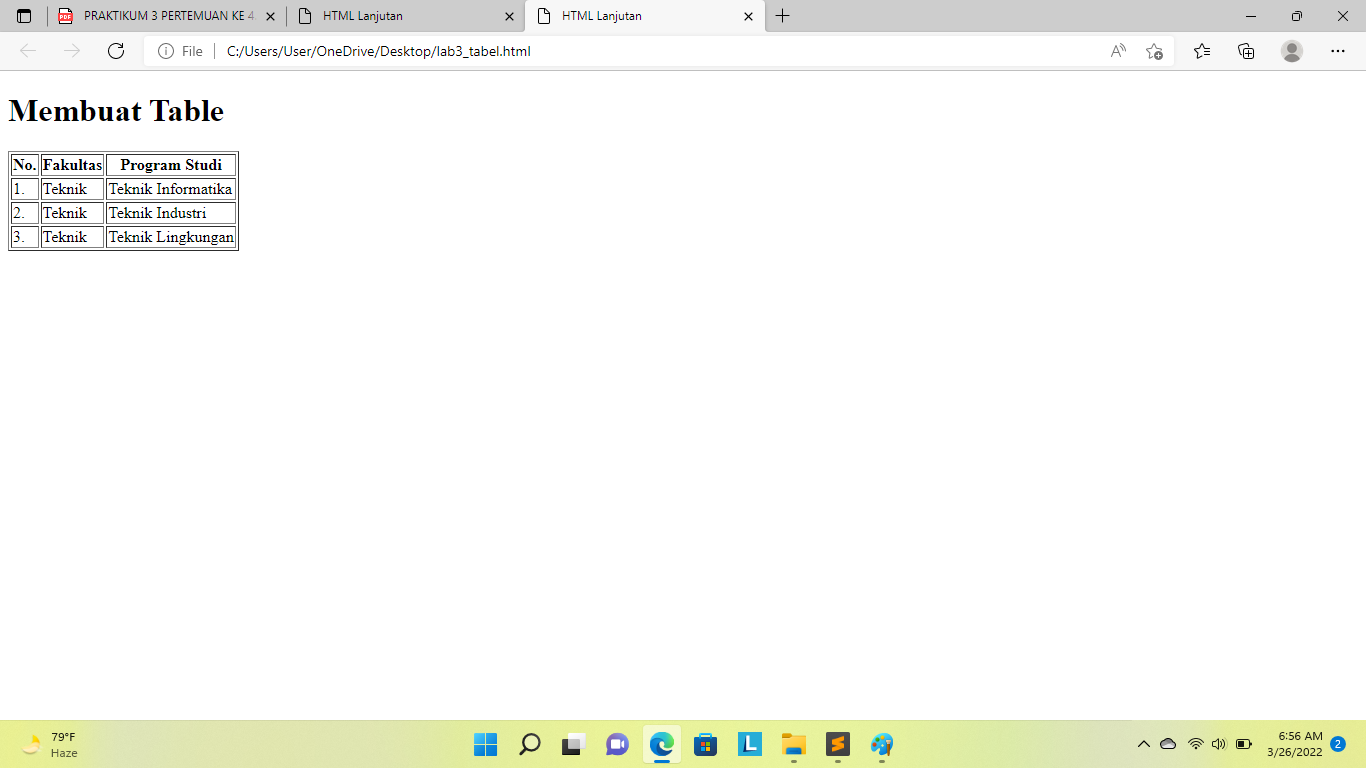 PRAKTIKUM 3 PERTEMUAN KE 4
HTML Lanjutan
HTML Lanjutan
File
C:/Users/User/OneDrive/Desktop/lab3_tabel.html
Membuat Table
No. Fakultas Program Studi
1. Teknik Teknik Informatika
2. Teknik Teknik Industri
3. Teknik Teknik Lingkungan
79°F
Haze
6:56 AM
3/26/2022
2